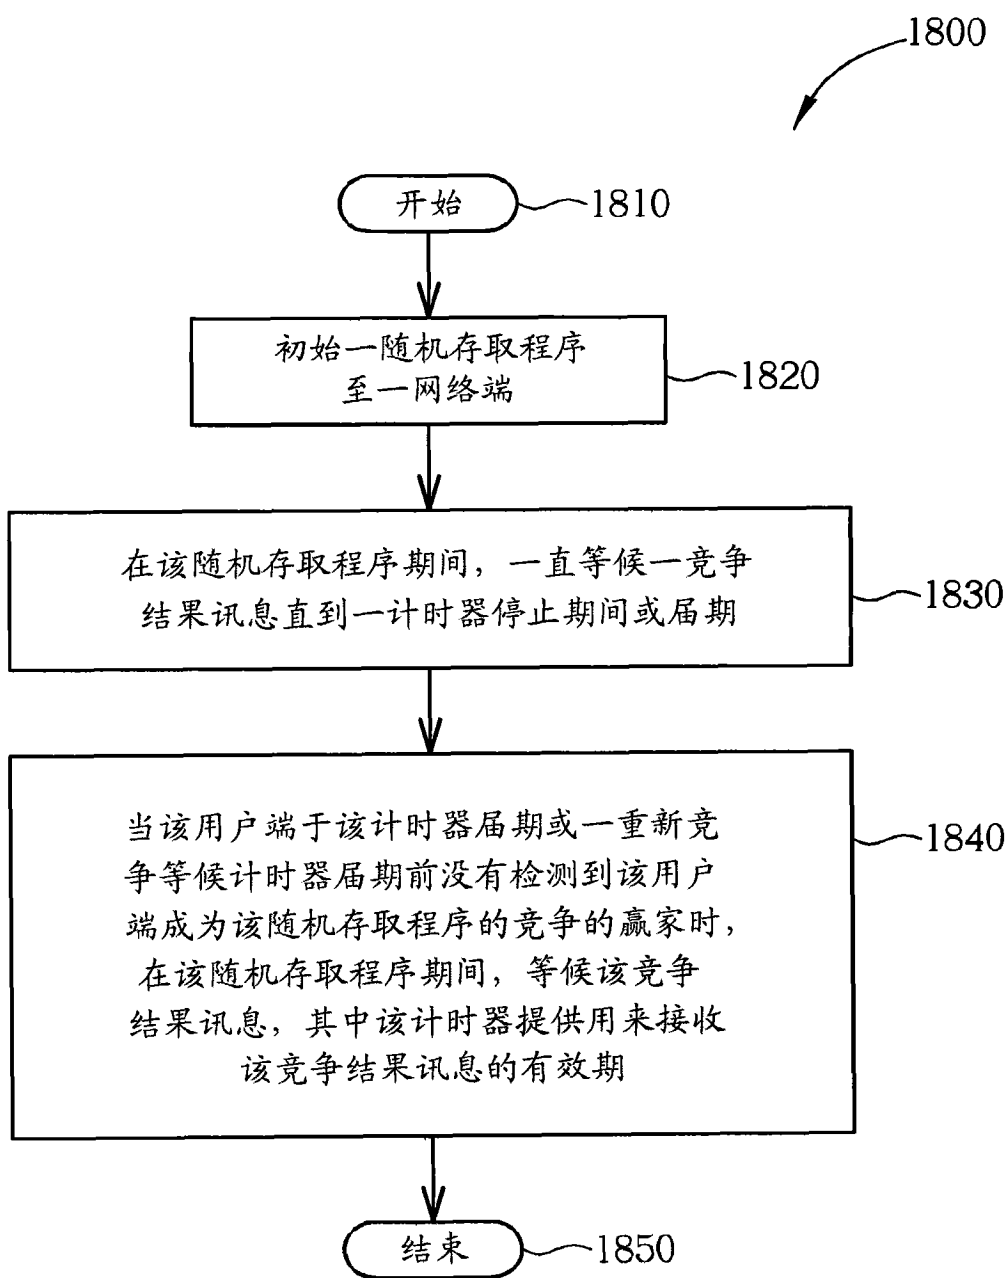 1800
开始
1810
初始一随机存取程序
至一网络端
1820
在该随机存取程序期间，一直等候一竞争
结果讯息直到一计时器停止期间或届期
1830
当该用户端于该计时器届期或一重新竞
争等候计时器届期前没有检测到该用户
端成为该随机存取程序的竞争的赢家时，
在该随机存取程序期间，等候该竞争
结果讯息，其中该计时器提供用来接收
该竞争结果讯息的有效期
1840
结束
1850